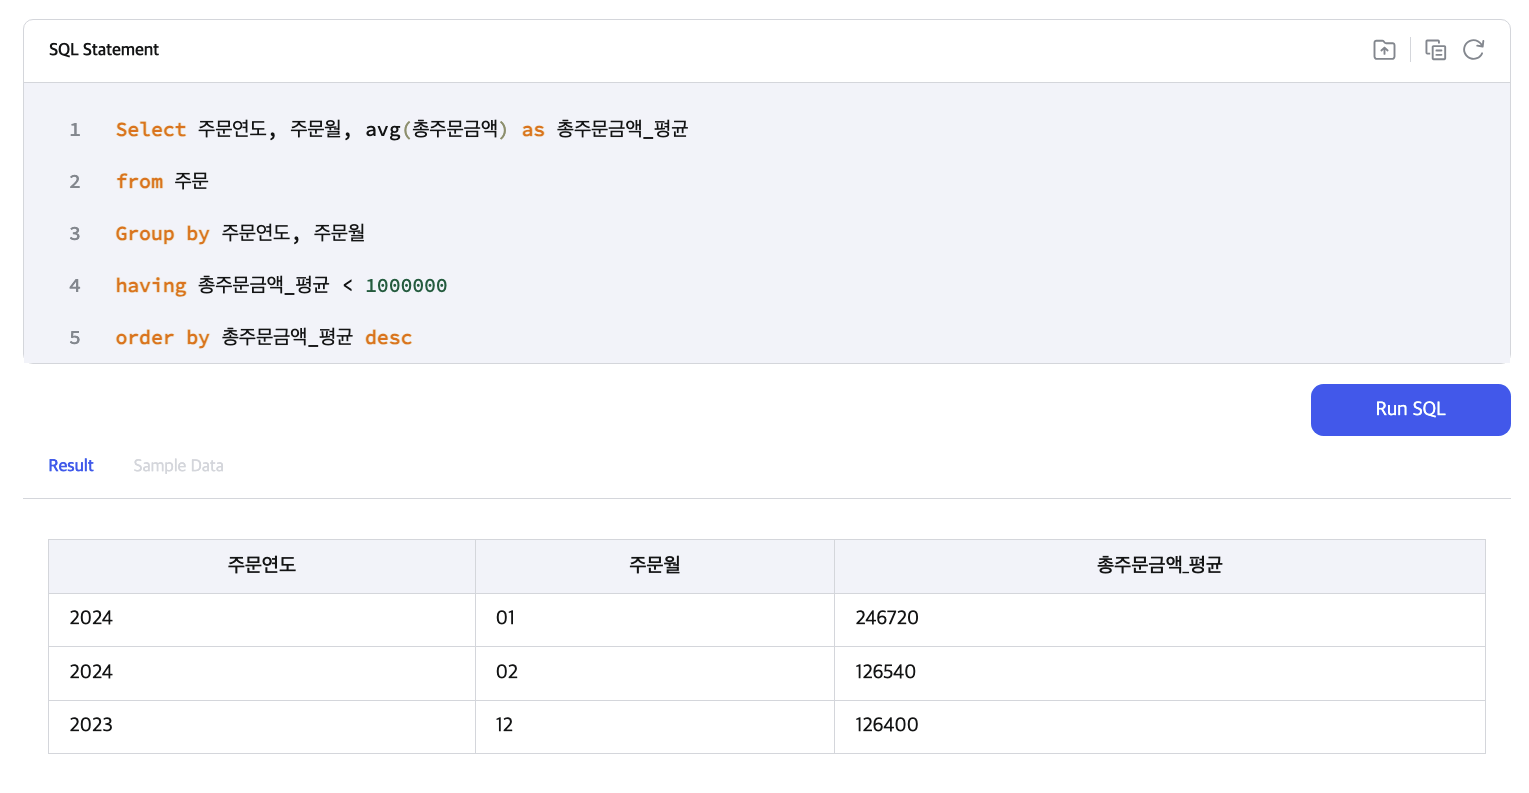 SQL Statement
1 Select 주문연도, 주문월, avg(총주문금액) as 총주문금액_평균
2 from 주문
3 Group by 주문연도, 주문월
4 having 총주문금액_평균 < 1000000
5 order by 총주문금액_평균 desc
Run SQL
Result Sample Data
주문연도 주문월 총주문금액_평균
2024 01 246720
2024 02 126540
2023 12 126400